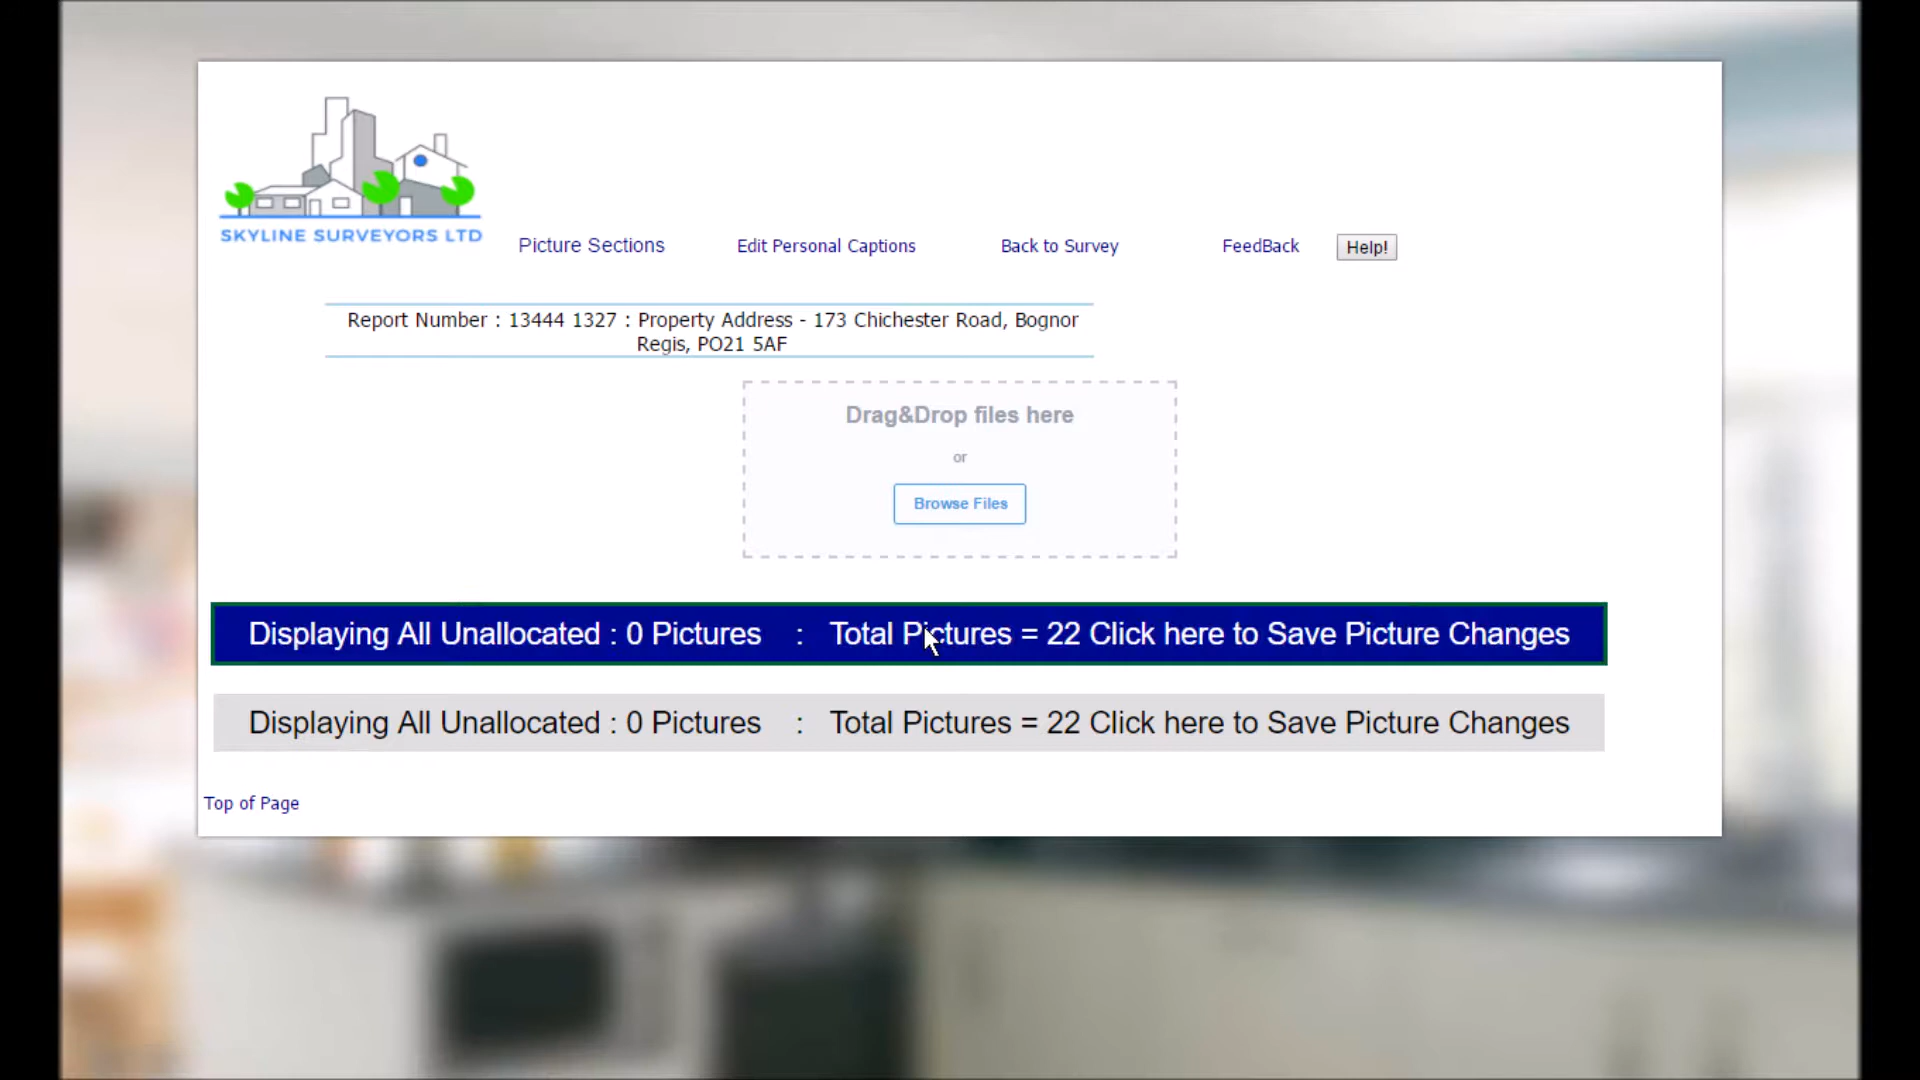 SKYLINE SURVEYORS LTD
Picture Sections Edit Personal Captions Back to Survey FeedBack Help!
Report Number : 13444 1327 : Property Address - 173 Chichester Road, Bognor
Regis, PO21 5AF
Drag&Drop files here
or
Browse Files
Displaying All Unallocated : 0 Pictures : Total Pictures = 22 Click here to Save Picture Changes
Displaying All Unallocated : 0 Pictures : Total Pictures = 22 Click here to Save Picture Changes
Top of Page